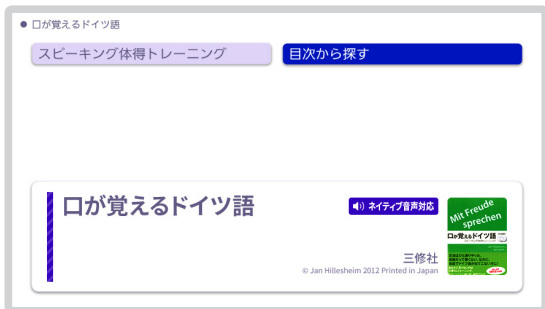 ● 口が覚えるドイツ語
スピーキング体得トレーニング
目次から探す
口が覚えるドイツ語
ネイティブ音声対応
三修社
© Jan Hillesheim 2012 Printed in Japan
Mit Freude
sprechen
口が覚えるドイツ語